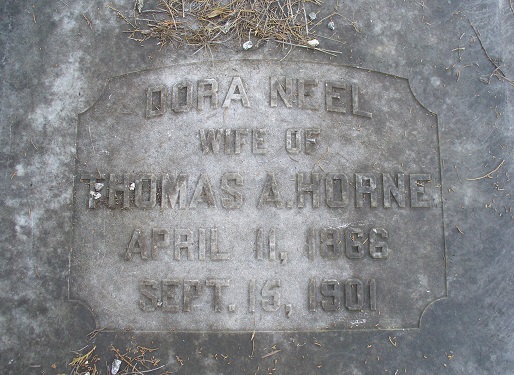 DORA NEEL
WIFE OF
THOMAS A. HORNE
APRIL 11, 1866
SEPT. 15, 1901